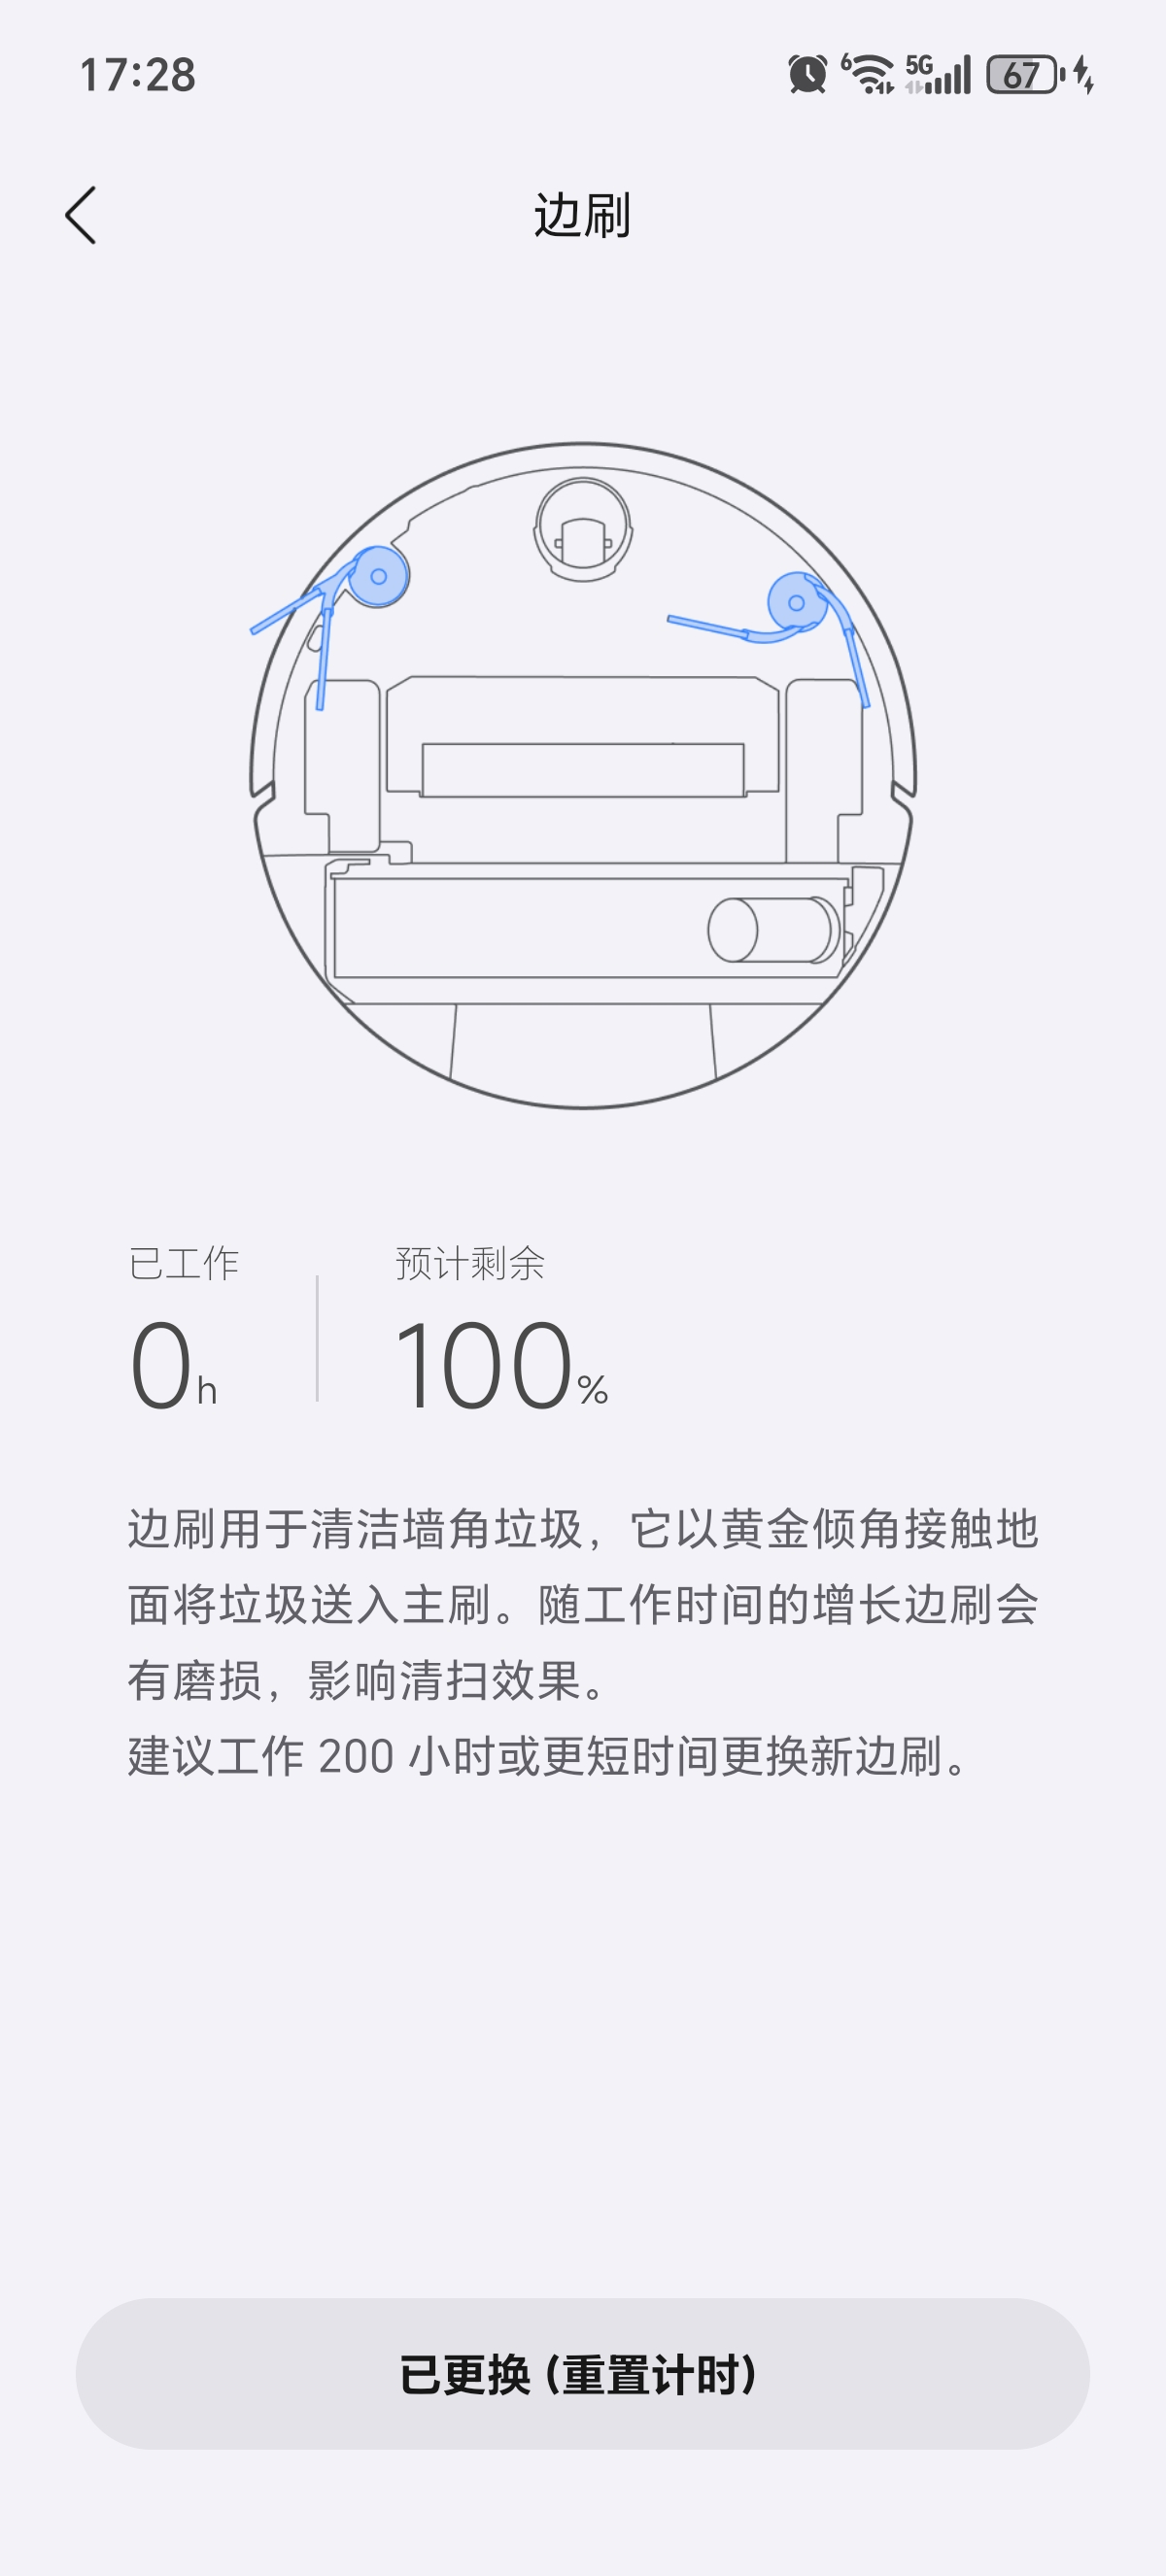 17:28
6 5G 67
边刷
已工作
预计剩余
0h
100%
边刷用于清洁墙角垃圾，它以黄金倾角接触地
面将垃圾送入主刷。随工作时间的增长边刷会
有磨损，影响清扫效果。
建议工作 200 小时或更短时间更换新边刷。
已更换 (重置计时)